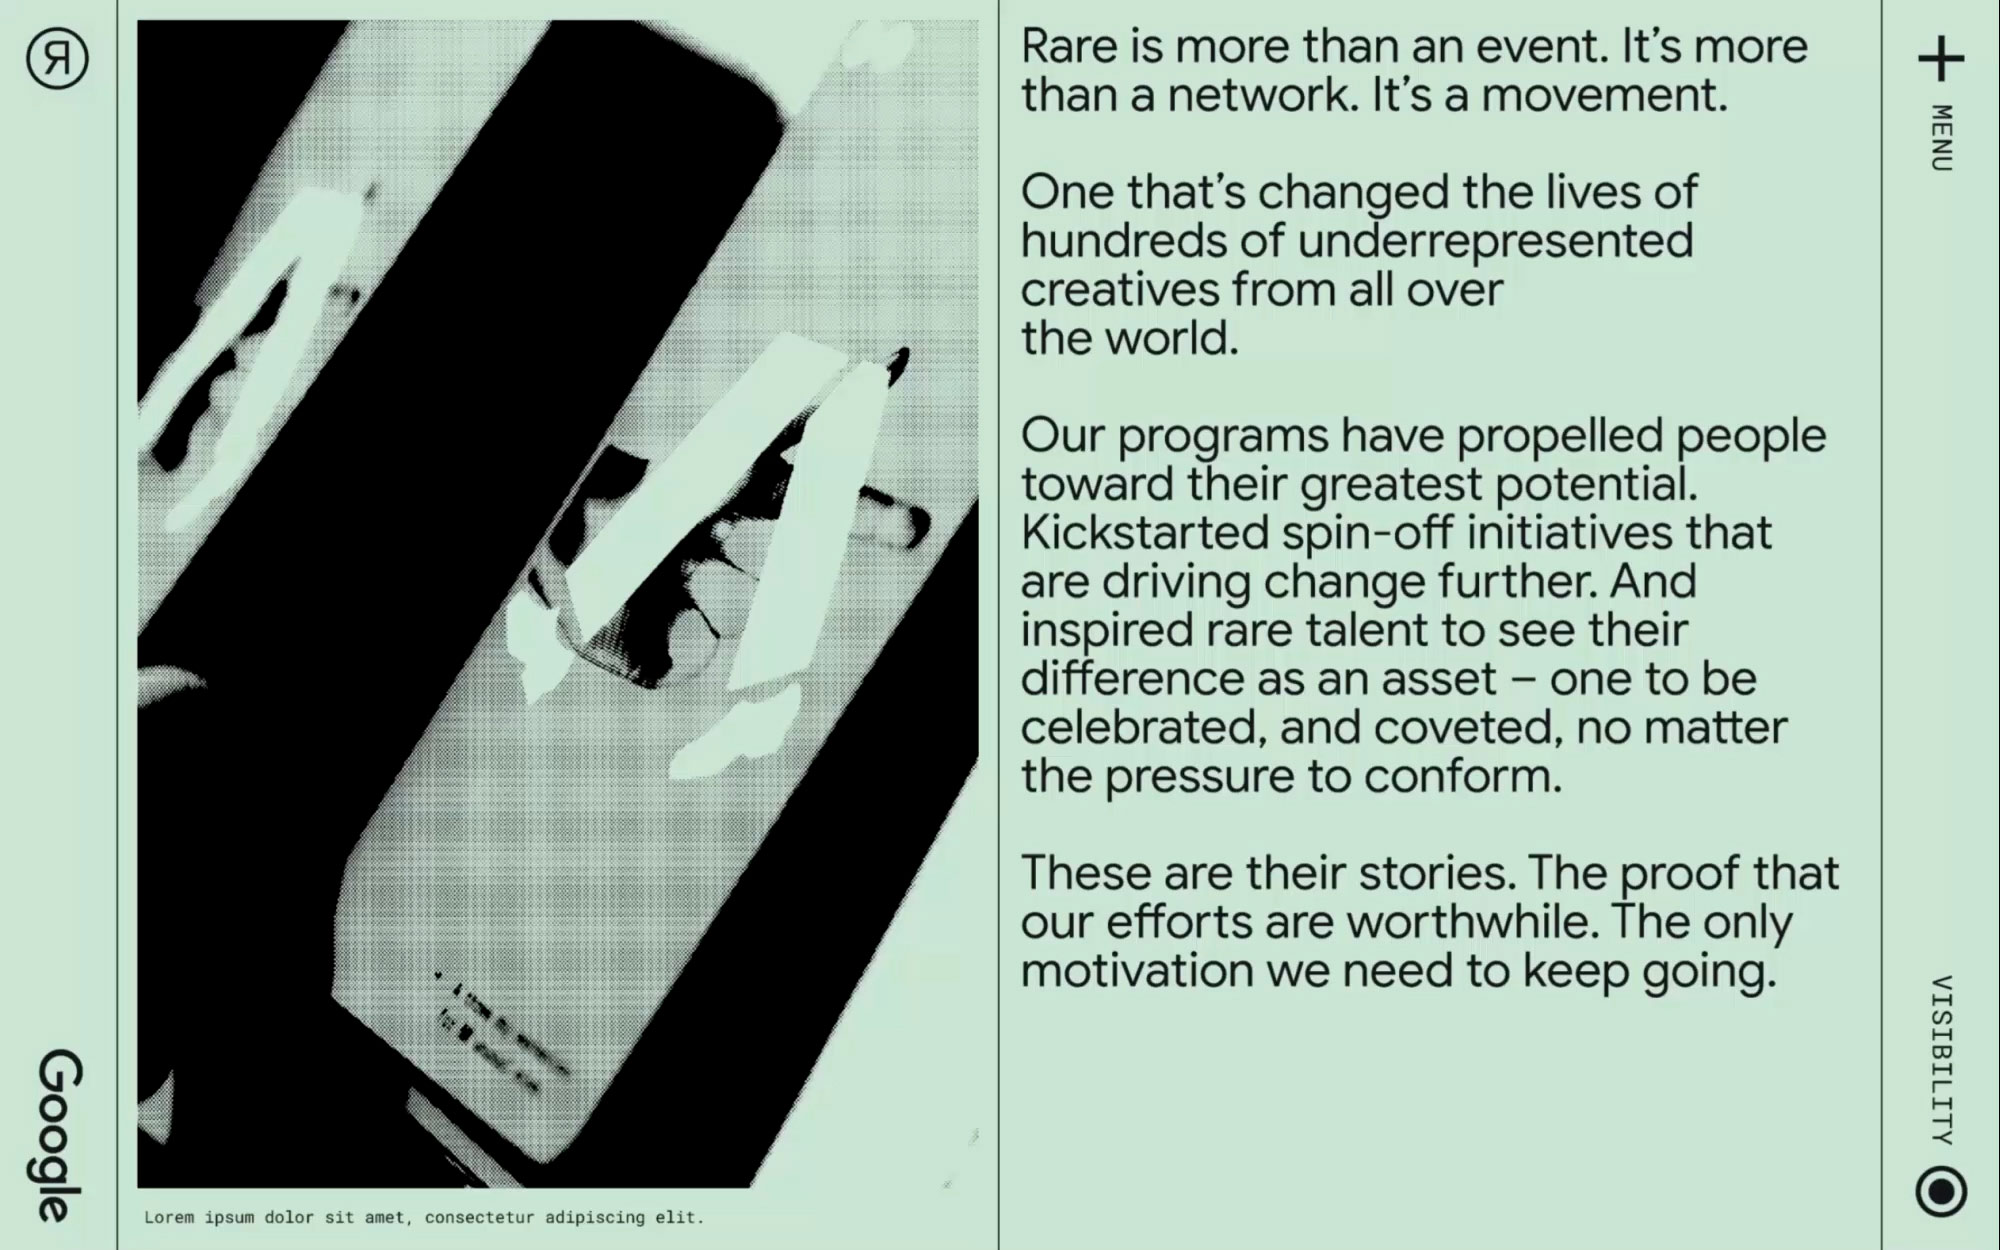 Я
Google
Lorem ipsum dolor sit amet, consectetur adipiscing elit.
Rare is more than an event. It’s more
than a network. It’s a movement.
One that’s changed the lives of
hundreds of underrepresented
creatives from all over
the world.
Our programs have propelled people
toward their greatest potential.
Kickstarted spin-off initiatives that
are driving change further. And
inspired rare talent to see their
difference as an asset – one to be
celebrated, and coveted, no matter
the pressure to conform.
These are their stories. The proof that
our efforts are worthwhile. The only
motivation we need to keep going.
MENU
VISIBILITY